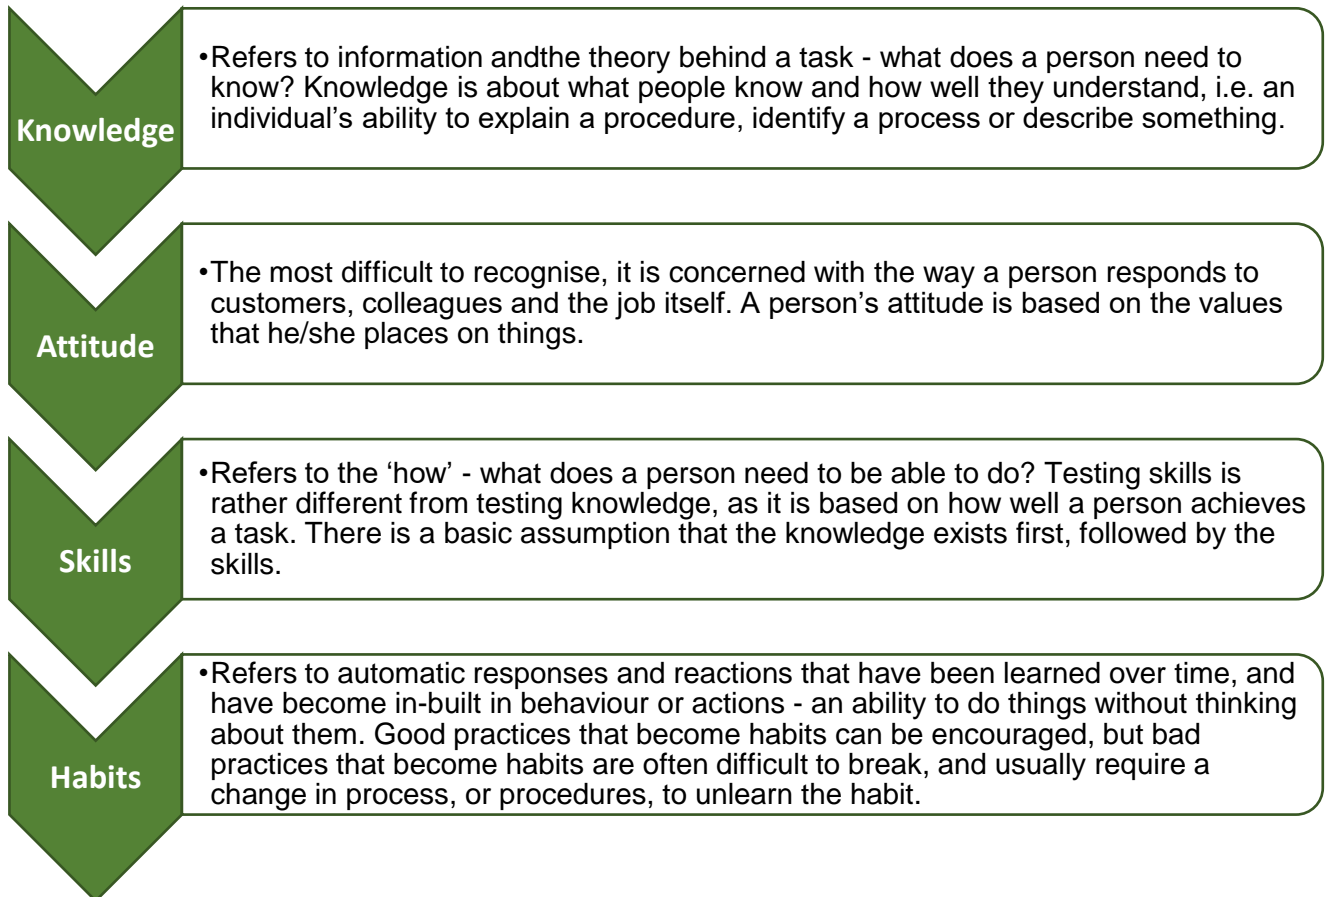 Knowledge
•Refers to information andthe theory behind a task - what does a person need to
know? Knowledge is about what people know and how well they understand, i.e. an
individual’s ability to explain a procedure, identify a process or describe something.
Attitude
•The most difficult to recognise, it is concerned with the way a person responds to
customers, colleagues and the job itself. A person’s attitude is based on the values
that he/she places on things.
Skills
•Refers to the ‘how’ - what does a person need to be able to do? Testing skills is
rather different from testing knowledge, as it is based on how well a person achieves
a task. There is a basic assumption that the knowledge exists first, followed by the
skills.
Habits
•Refers to automatic responses and reactions that have been learned over time, and
have become in-built in behaviour or actions - an ability to do things without thinking
about them. Good practices that become habits can be encouraged, but bad
practices that become habits are often difficult to break, and usually require a
change in process, or procedures, to unlearn the habit.